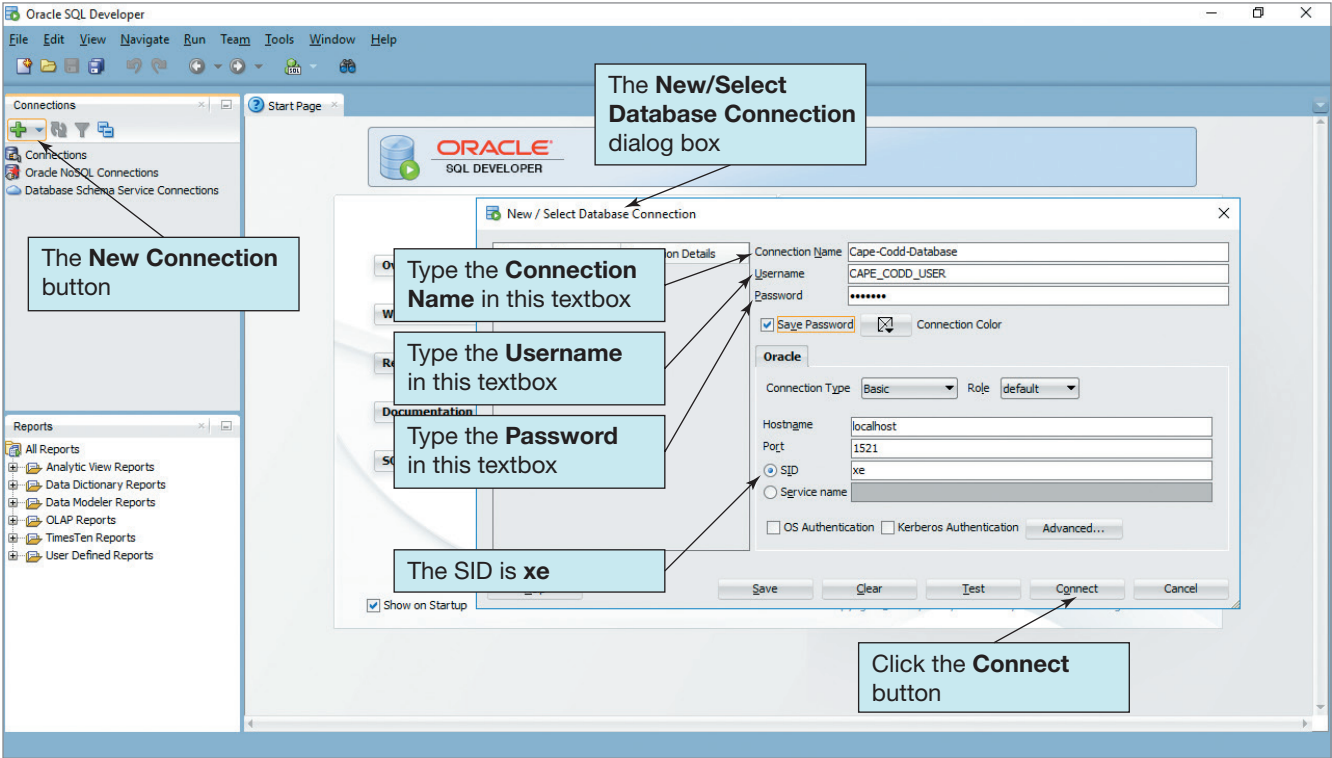 Oracle SQL Developer
File Edit View Navigate Run Team Tools Window Help
SQL
Connections
Start Page
Connections
Oracle NoSQL Connections
Database Schema Service Connections
ORACLE
SQL DEVELOPER
The New/Select
Database Connection
dialog box
The New Connection
button
New / Select Database Connection
on Details
Connection Name Cape-Codd-Database
Username CAPE_CODD_USER
Password •••••••
Save Password Connection Color
Oracle
Connection Type Basic Role default
Hostname localhost
Port 1521
SID xe
Service name
OS Authentication Kerberos Authentication Advanced...
Save Clear Test Connect Cancel
Type the Connection
Name in this textbox
Type the Username
in this textbox
Documentation
Type the Password
in this textbox
The SID is xe
Show on Startup
Click the Connect
button
Reports
All Reports
Analytic View Reports
Data Dictionary Reports
Data Modeler Reports
OLAP Reports
TimesTen Reports
User Defined Reports